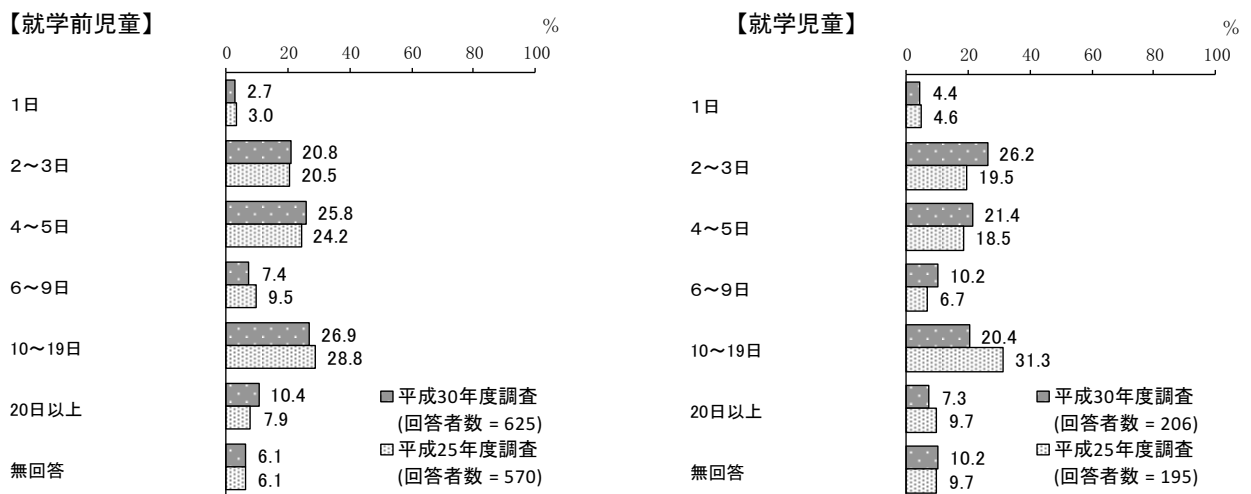 【就学前児童】
%
0 20 40 60 80 100
1日
2.7
3.0
2～3日
20.8
20.5
4～5日
25.8
24.2
6～9日
7.4
9.5
10～19日
26.9
28.8
20日以上
10.4
7.9
無回答
6.1
6.1
平成30年度調査
(回答者数 = 625)
平成25年度調査
(回答者数 = 570)
【就学児童】
%
0 20 40 60 80 100
1日
4.4
4.6
2～3日
26.2
19.5
4～5日
21.4
18.5
6～9日
10.2
6.7
10～19日
20.4
31.3
20日以上
7.3
9.7
無回答
10.2
9.7
平成30年度調査
(回答者数 = 206)
平成25年度調査
(回答者数 = 195)